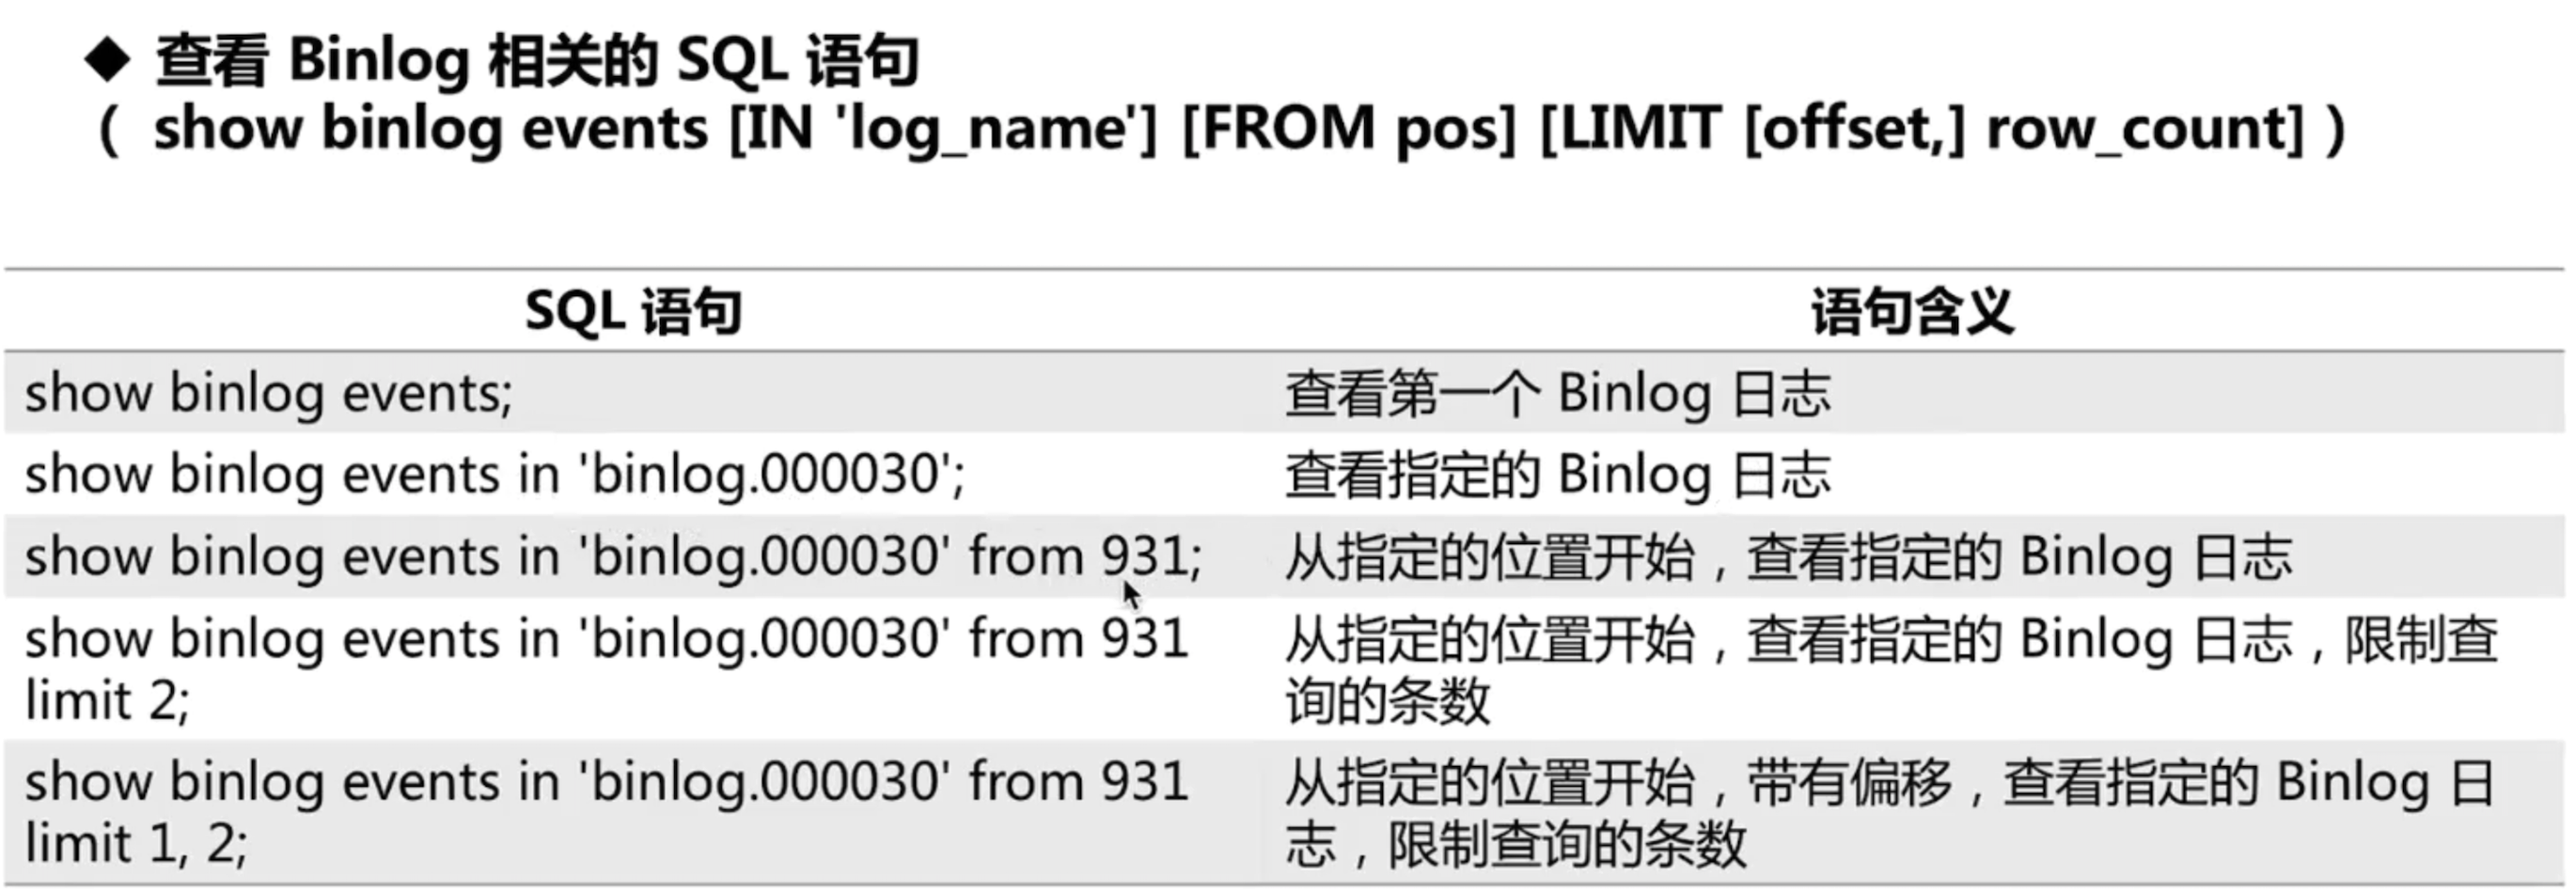 ◆ 查看 Binlog 相关的 SQL 语句
( show binlog events [IN 'log_name'] [FROM pos] [LIMIT [offset,] row_count] )
SQL 语句
语句含义
show binlog events;
查看第一个 Binlog 日志
show binlog events in 'binlog.000030';
查看指定的 Binlog 日志
show binlog events in 'binlog.000030' from 931;
从指定的位置开始，查看指定的 Binlog 日志
show binlog events in 'binlog.000030' from 931
limit 2;
从指定的位置开始，查看指定的 Binlog 日志，限制查
询的条数
show binlog events in 'binlog.000030' from 931
limit 1, 2;
从指定的位置开始，带有偏移，查看指定的 Binlog 日
志，限制查询的条数